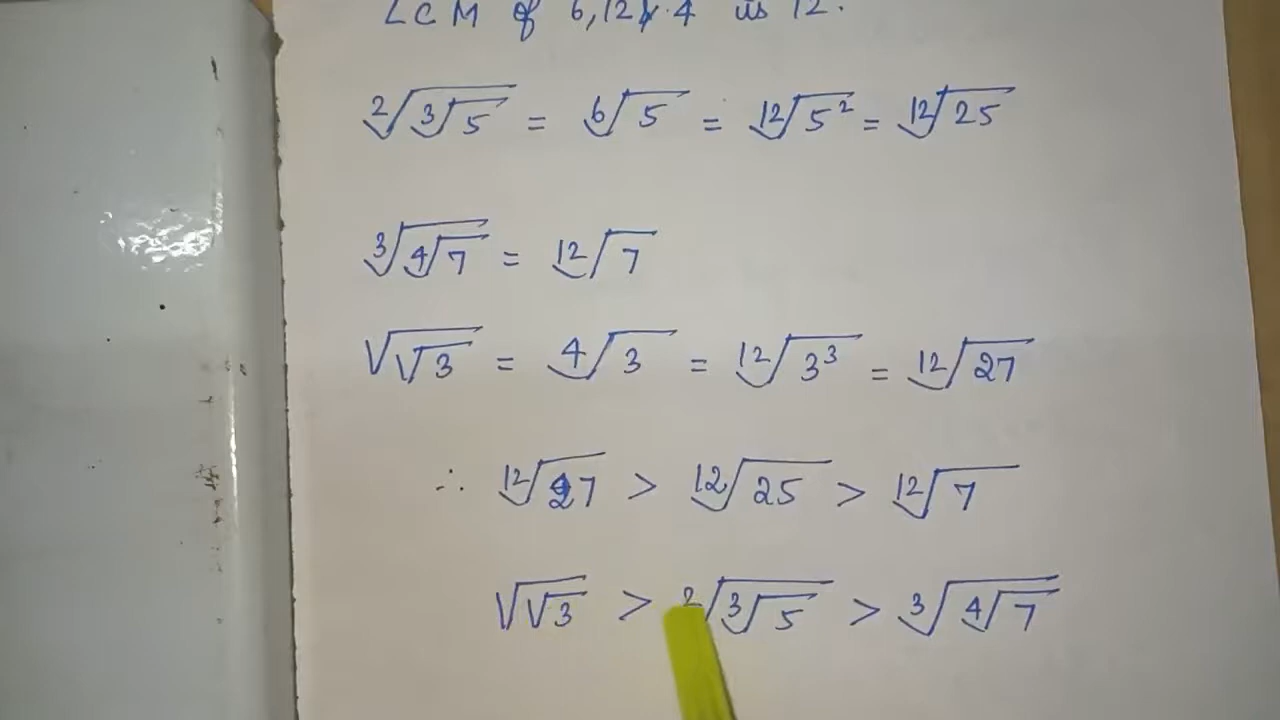 LCM of 6, 12 & 4 is 12.
²√(³√5) = ⁶√5 = ¹²√5² = ¹²√25
³√(⁴√7) = ¹²√7
√(√3) = ⁴√3 = ¹²√3³ = ¹²√27
∴ ¹²√27 > ¹²√25 > ¹²√7
√(√3) > ²√(³√5) > ³√(⁴√7)